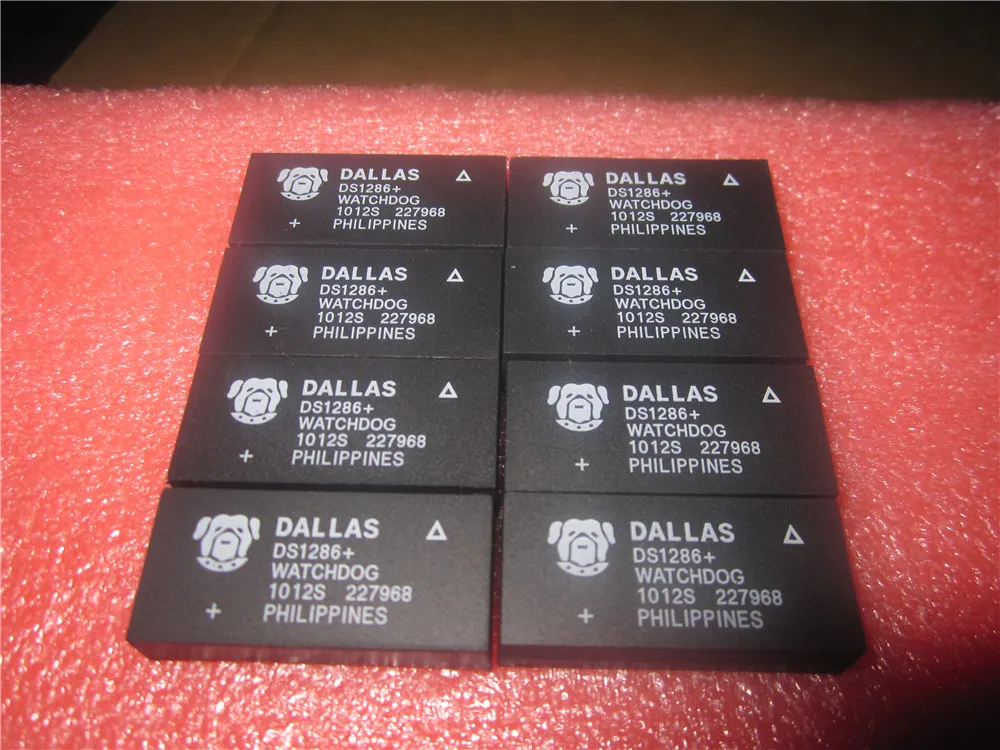 DALLAS
DS1286+
WATCHDOG
1012S 227968
+ PHILIPPINES
DALLAS
DS1286+
WATCHDOG
1012S 227968
+ PHILIPPINES
DALLAS
DS1286+
WATCHDOG
1012S 227968
+ PHILIPPINES
DALLAS
DS1286+
WATCHDOG
1012S 227968
+ PHILIPPINES
DALLAS
DS1286+
WATCHDOG
1012S 227968
+ PHILIPPINES
DALLAS
DS1286+
WATCHDOG
1012S 227968
+ PHILIPPINES
DALLAS
DS1286+
WATCHDOG
1012S 227968
+ PHILIPPINES
DALLAS
DS1286+
WATCHDOG
1012S 227968
+ PHILIPPINES